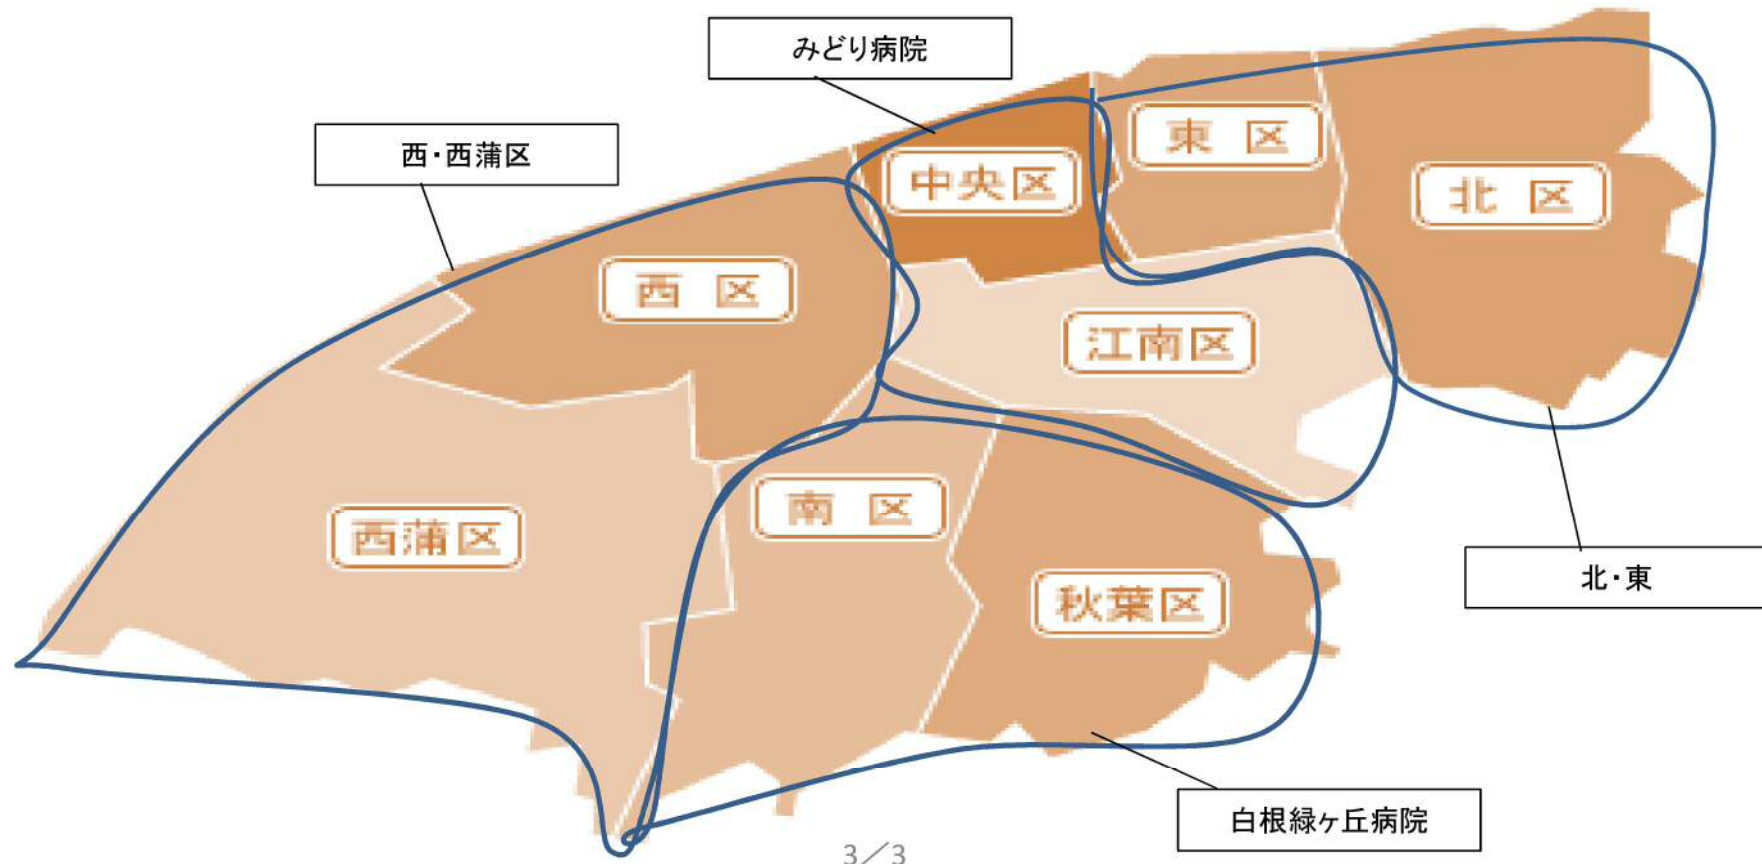 みどり病院
西・西蒲区
東 区
中央区
北 区
西 区
江南区
南 区
西蒲区
北・東
秋葉区
白根緑ヶ丘病院
3／3